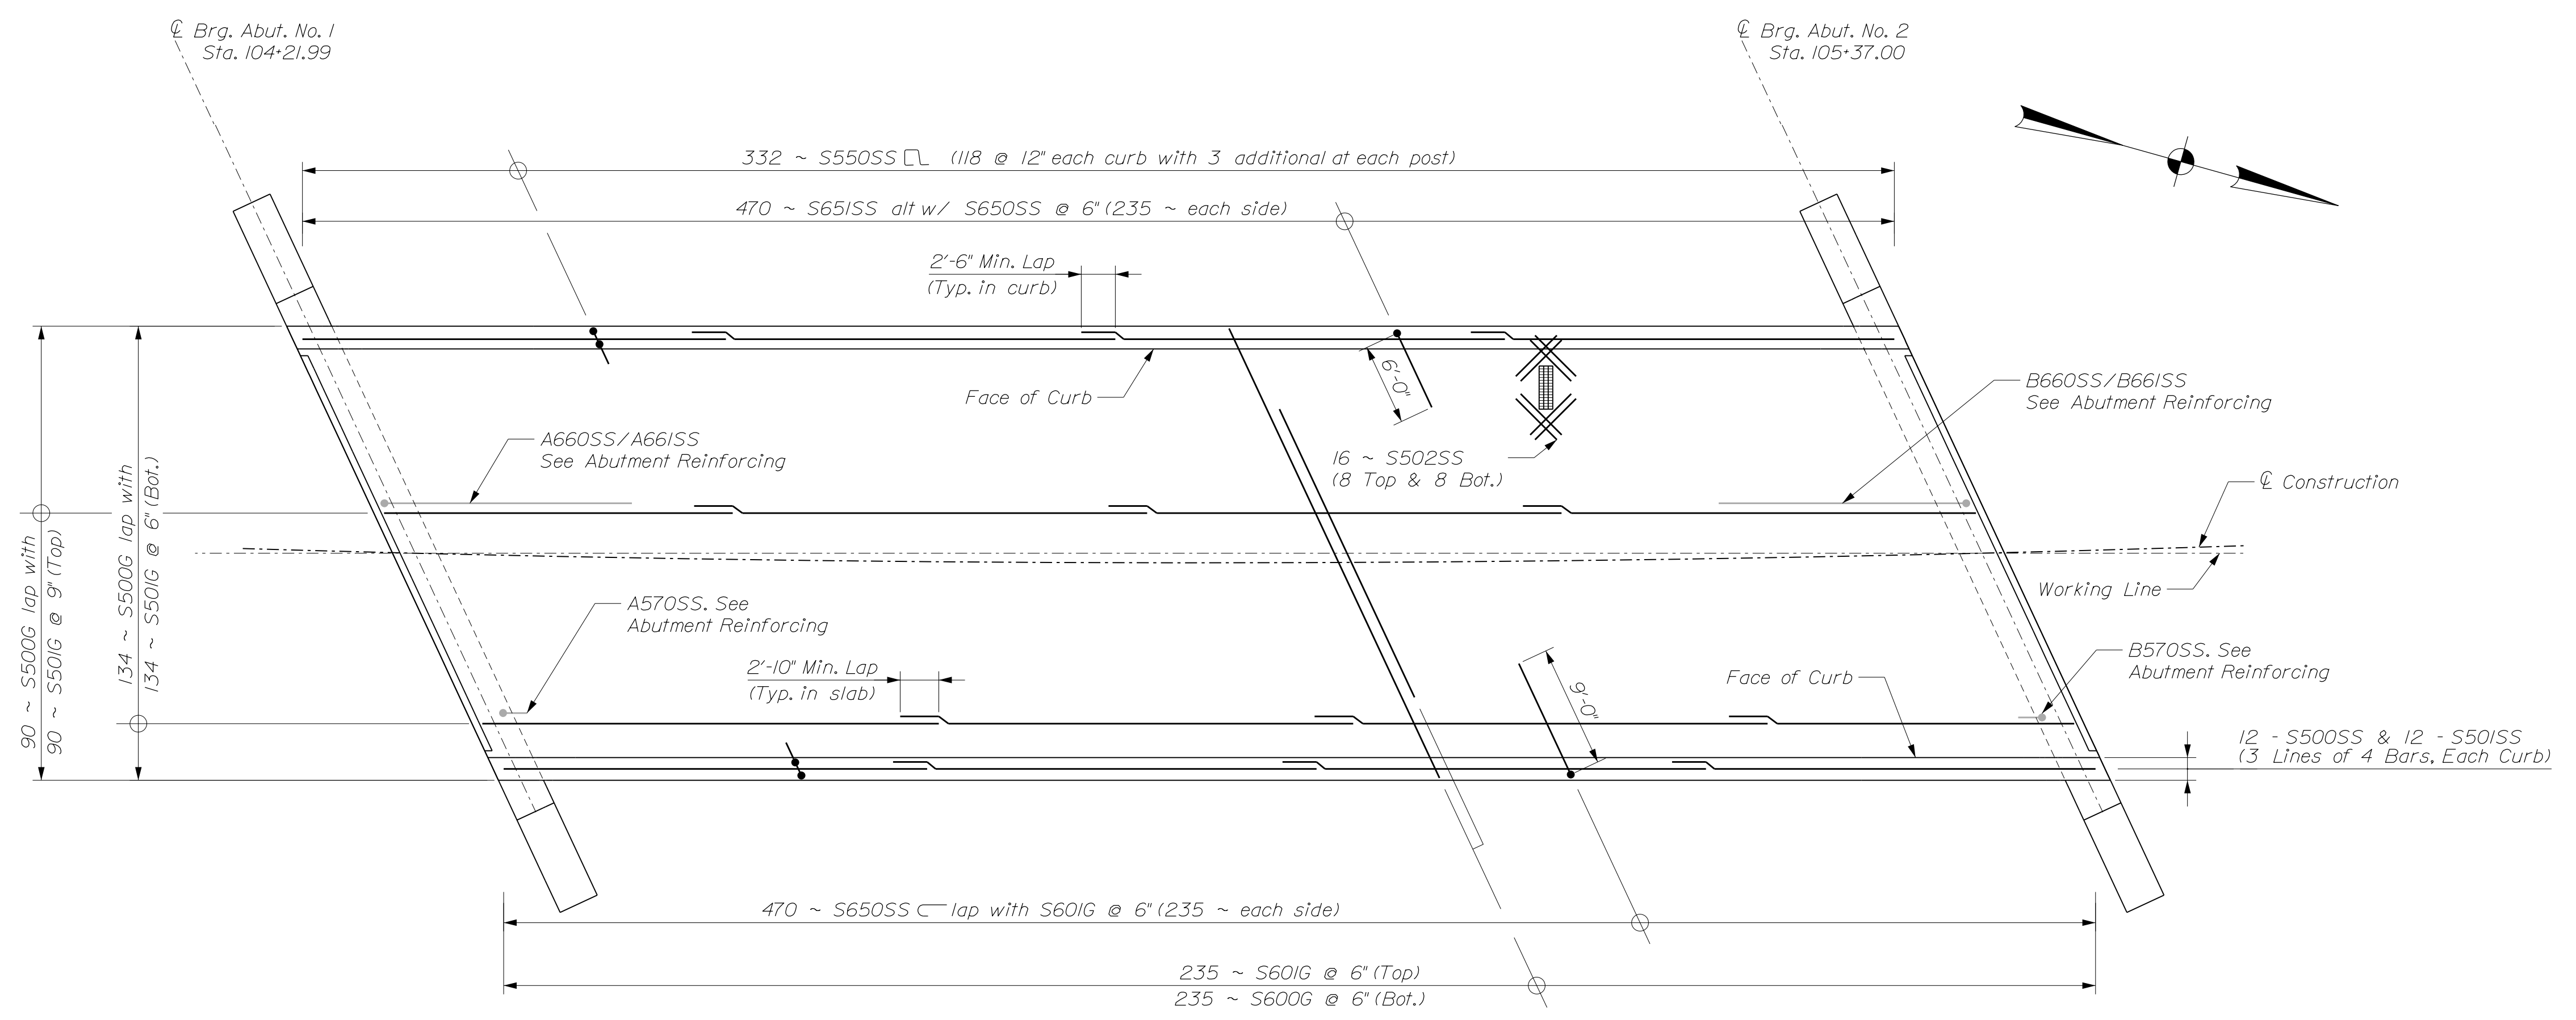 ℄ Brg. Abut. No. 1
Sta. 104+21.99
℄ Brg. Abut. No. 2
Sta. 105+37.00
332 ~ S550SS (118 @ 12" each curb with 3 additional at each post)
470 ~ S651SS alt w/ S650SS @ 6" (235 ~ each side)
2'-6" Min. Lap
(Typ. in curb)
Face of Curb
6'-0"
B660SS/B661SS
See Abutment Reinforcing
A660SS/A661SS
See Abutment Reinforcing
16 ~ S502SS
(8 Top & 8 Bot.)
℄ Construction
Working Line
90 ~ S500G lap with
90 ~ S501G @ 9" (Top)
134 ~ S500G lap with
134 ~ S501G @ 6" (Bot.)
A570SS. See
Abutment Reinforcing
2'-10" Min. Lap
(Typ. in slab)
9'-0"
Face of Curb
B570SS. See
Abutment Reinforcing
12 - S500SS & 12 - S501SS
(3 Lines of 4 Bars, Each Curb)
470 ~ S650SS lap with S601G @ 6" (235 ~ each side)
235 ~ S601G @ 6" (Top)
235 ~ S600G @ 6" (Bot.)